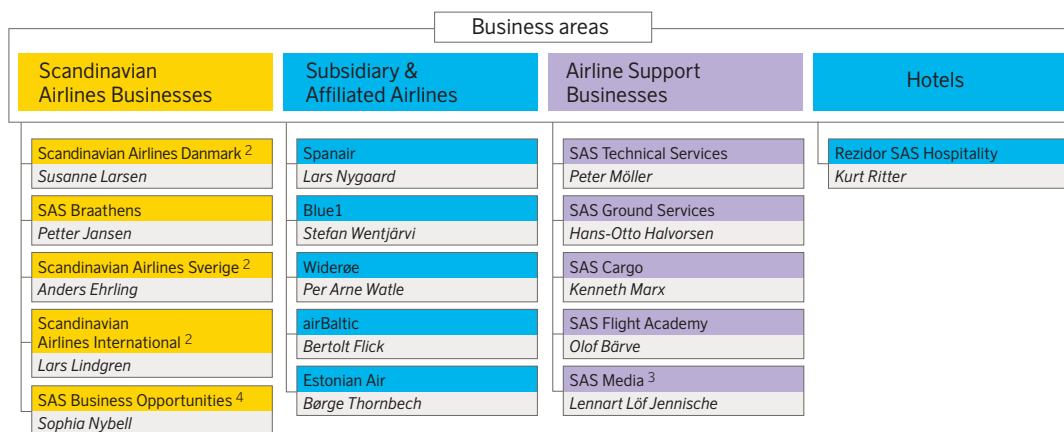 Business areas
Scandinavian
Airlines Businesses
Scandinavian Airlines Danmark 2
Susanne Larsen
SAS Braathens
Petter Jansen
Scandinavian Airlines Sverige 2
Anders Ehrling
Scandinavian
Airlines International 2
Lars Lindgren
SAS Business Opportunities 4
Sophia Nybell
Subsidiary &
Affiliated Airlines
Spanair
Lars Nygaard
Blue1
Stefan Wentjärvi
Widerøe
Per Arne Watle
airBaltic
Bertolt Flick
Estonian Air
Børge Thornbech
Airline Support
Businesses
SAS Technical Services
Peter Möller
SAS Ground Services
Hans-Otto Halvorsen
SAS Cargo
Kenneth Marx
SAS Flight Academy
Olof Bärve
SAS Media 3
Lennart Löf Jennische
Hotels
Rezidor SAS Hospitality
Kurt Ritter